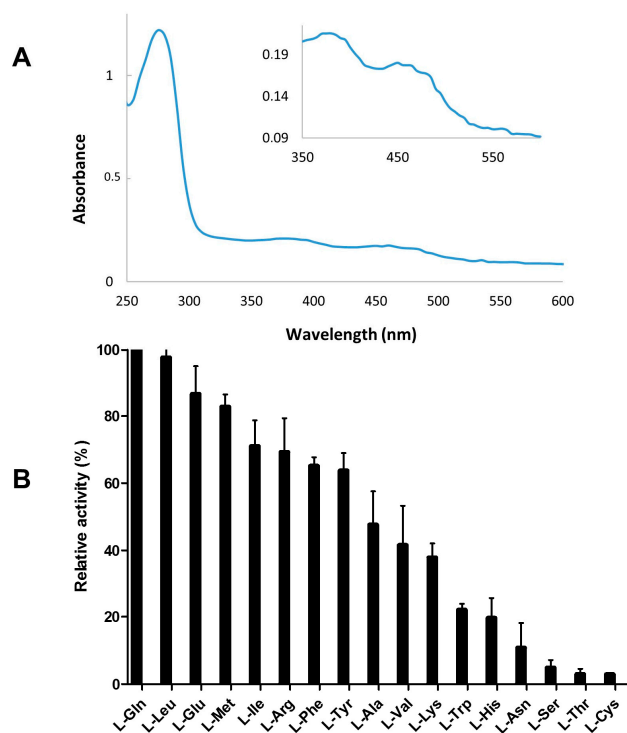 A
Absorbance
1
0.5
0
250 300 350 400 450 500 550 600
Wavelength (nm)
0.19
0.14
0.09
350 450 550
B
Relative activity (%)
100
80
60
40
20
0
L-Gln L-Leu L-Glu L-Met L-Ile L-Arg L-Phe L-Tyr L-Ala L-Val L-Lys L-Trp L-His L-Asn L-Ser L-Thr L-Cys